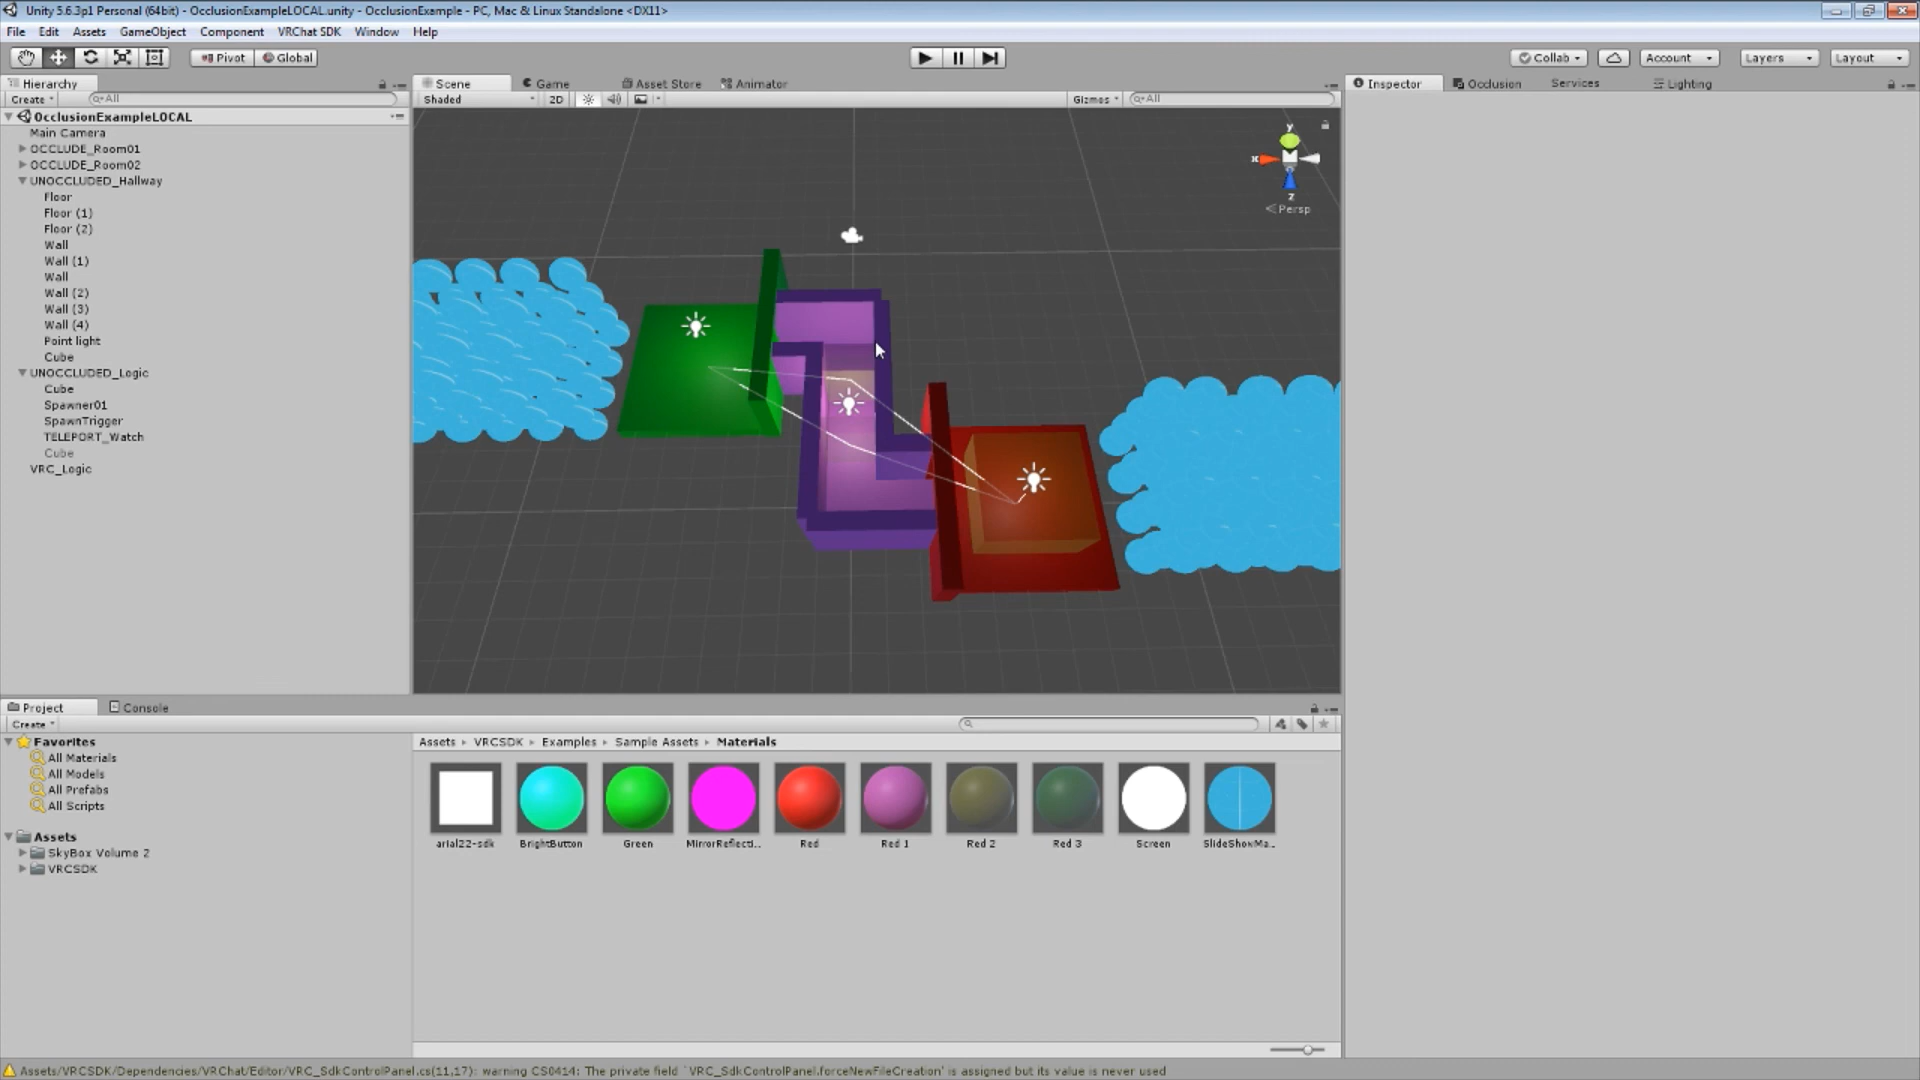 Unity 5.6.3p1 Personal (64bit) - OcclusionExampleLOCAL.unity - OcclusionExample - PC, Mac & Linux Standalone <DX11>
File Edit Assets GameObject Component VRChat SDK Window Help
Pivot Global Collab Account Layers Layout
Hierarchy
Create All
OcclusionExampleLOCAL
Main Camera
OCCLUDE_Room01
OCCLUDE_Room02
UNOCCLUDED_Hallway
Floor
Floor (1)
Floor (2)
Wall
Wall (1)
Wall
Wall (2)
Wall (3)
Wall (4)
Point light
Cube
UNOCCLUDED_Logic
Cube
Spawner01
SpawnTrigger
TELEPORT_Watch
Cube
VRC_Logic
Scene Game Asset Store Animator
Shaded 2D Gizmos All
y
x
z
Persp
Inspector Occlusion Services Lighting
Project Console
Create
Favorites
All Materials
All Models
All Prefabs
All Scripts
Assets
SkyBox Volume 2
VRCSDK
Assets VRCSDK Examples Sample Assets Materials
arial22-sdk BrightButton Green MirrorReflecti... Red Red 1 Red 2 Red 3 Screen SlideShowMa...
Assets/VRCSDK/Dependencies/VRChat/Editor/VRC_SdkControlPanel.cs(11,17): warning CS0414: The private field `VRC_SdkControlPanel.forceNewFileCreation' is assigned but its value is never used